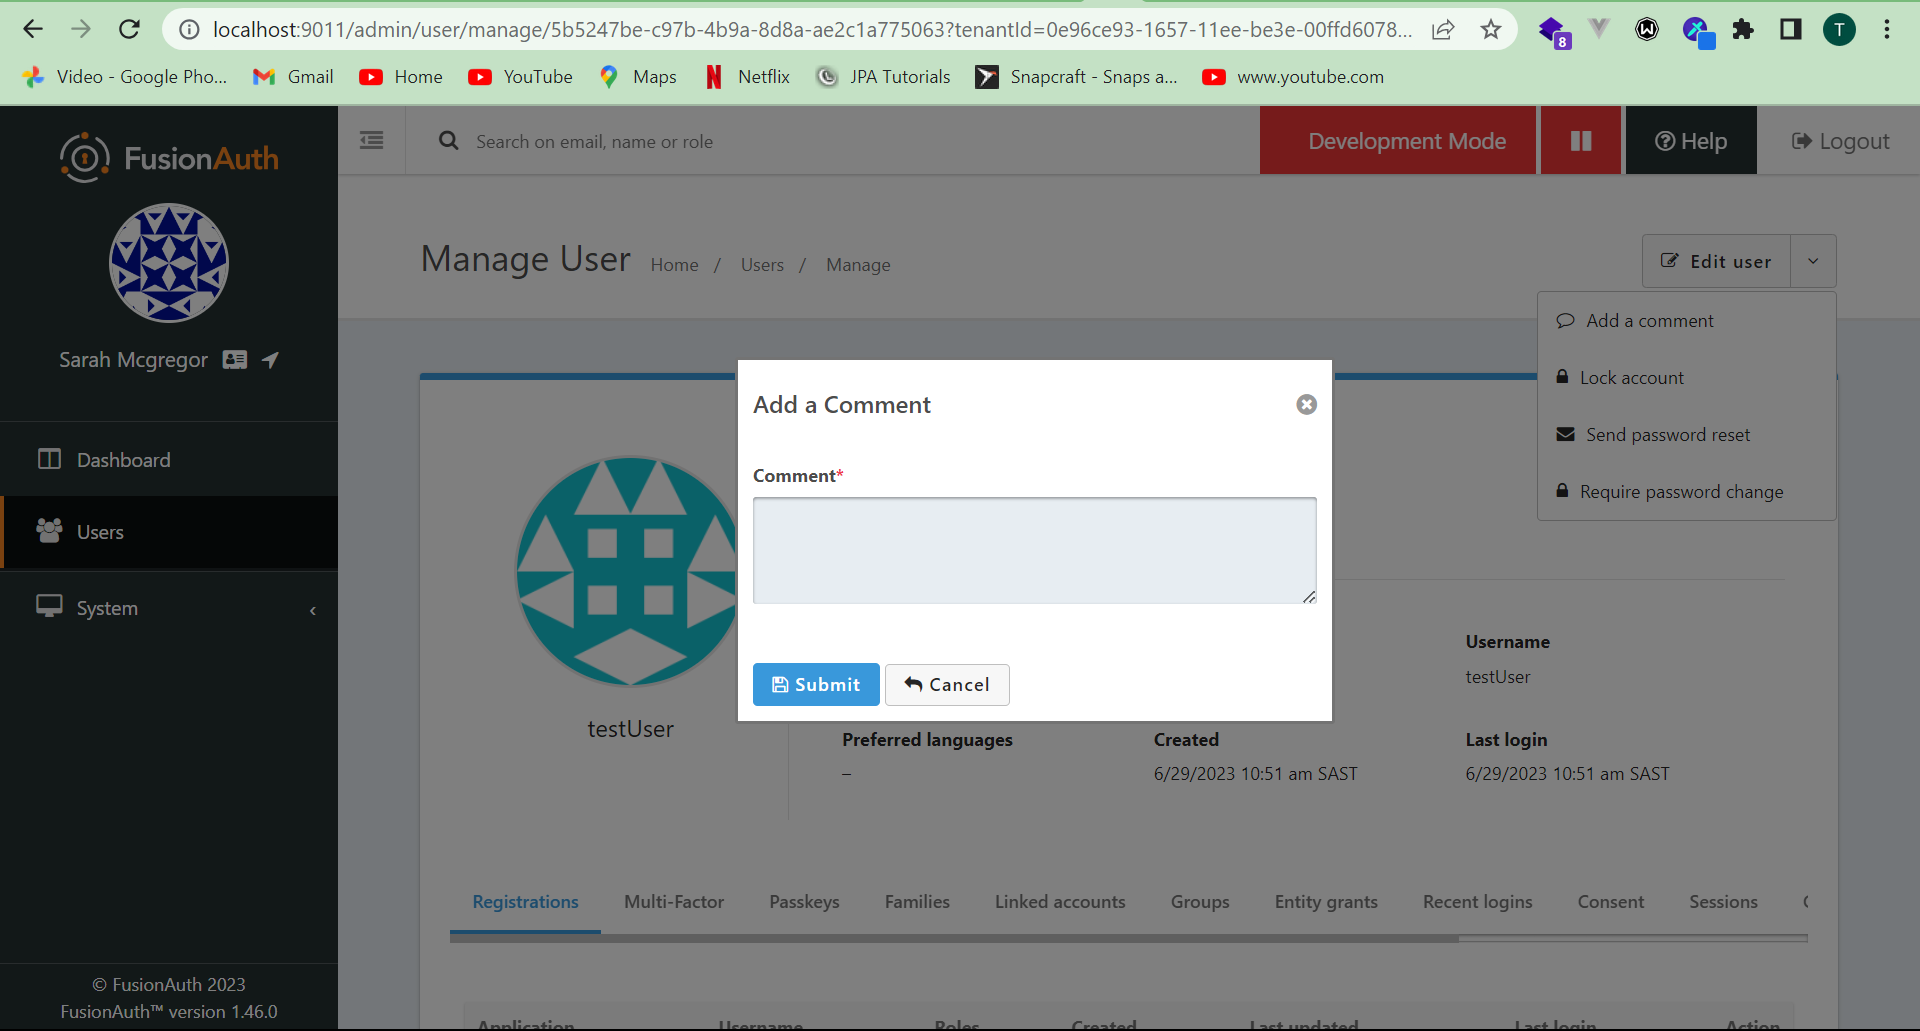 localhost:9011/admin/user/manage/5b5247be-c97b-4b9a-8d8a-ae2c1a775063?tenantId=0e96ce93-1657-11ee-be3e-00ffd6078...
8
T
Video - Google Pho...
Gmail
Home
YouTube
Maps
Netflix
JPA Tutorials
Snapcraft - Snaps a...
www.youtube.com
FusionAuth
Search on email, name or role
Development Mode
Help
Logout
Sarah Mcgregor
Dashboard
Users
System
© FusionAuth 2023
FusionAuth™ version 1.46.0
Manage User
Home / Users / Manage
Edit user
Add a comment
Lock account
Send password reset
Require password change
Add a Comment
Comment*
Submit
Cancel
testUser
Username
testUser
Preferred languages
–
Created
6/29/2023 10:51 am SAST
Last login
6/29/2023 10:51 am SAST
Registrations
Multi-Factor
Passkeys
Families
Linked accounts
Groups
Entity grants
Recent logins
Consent
Sessions
Application
Username
Roles
Created
Last updated
Last login
Action